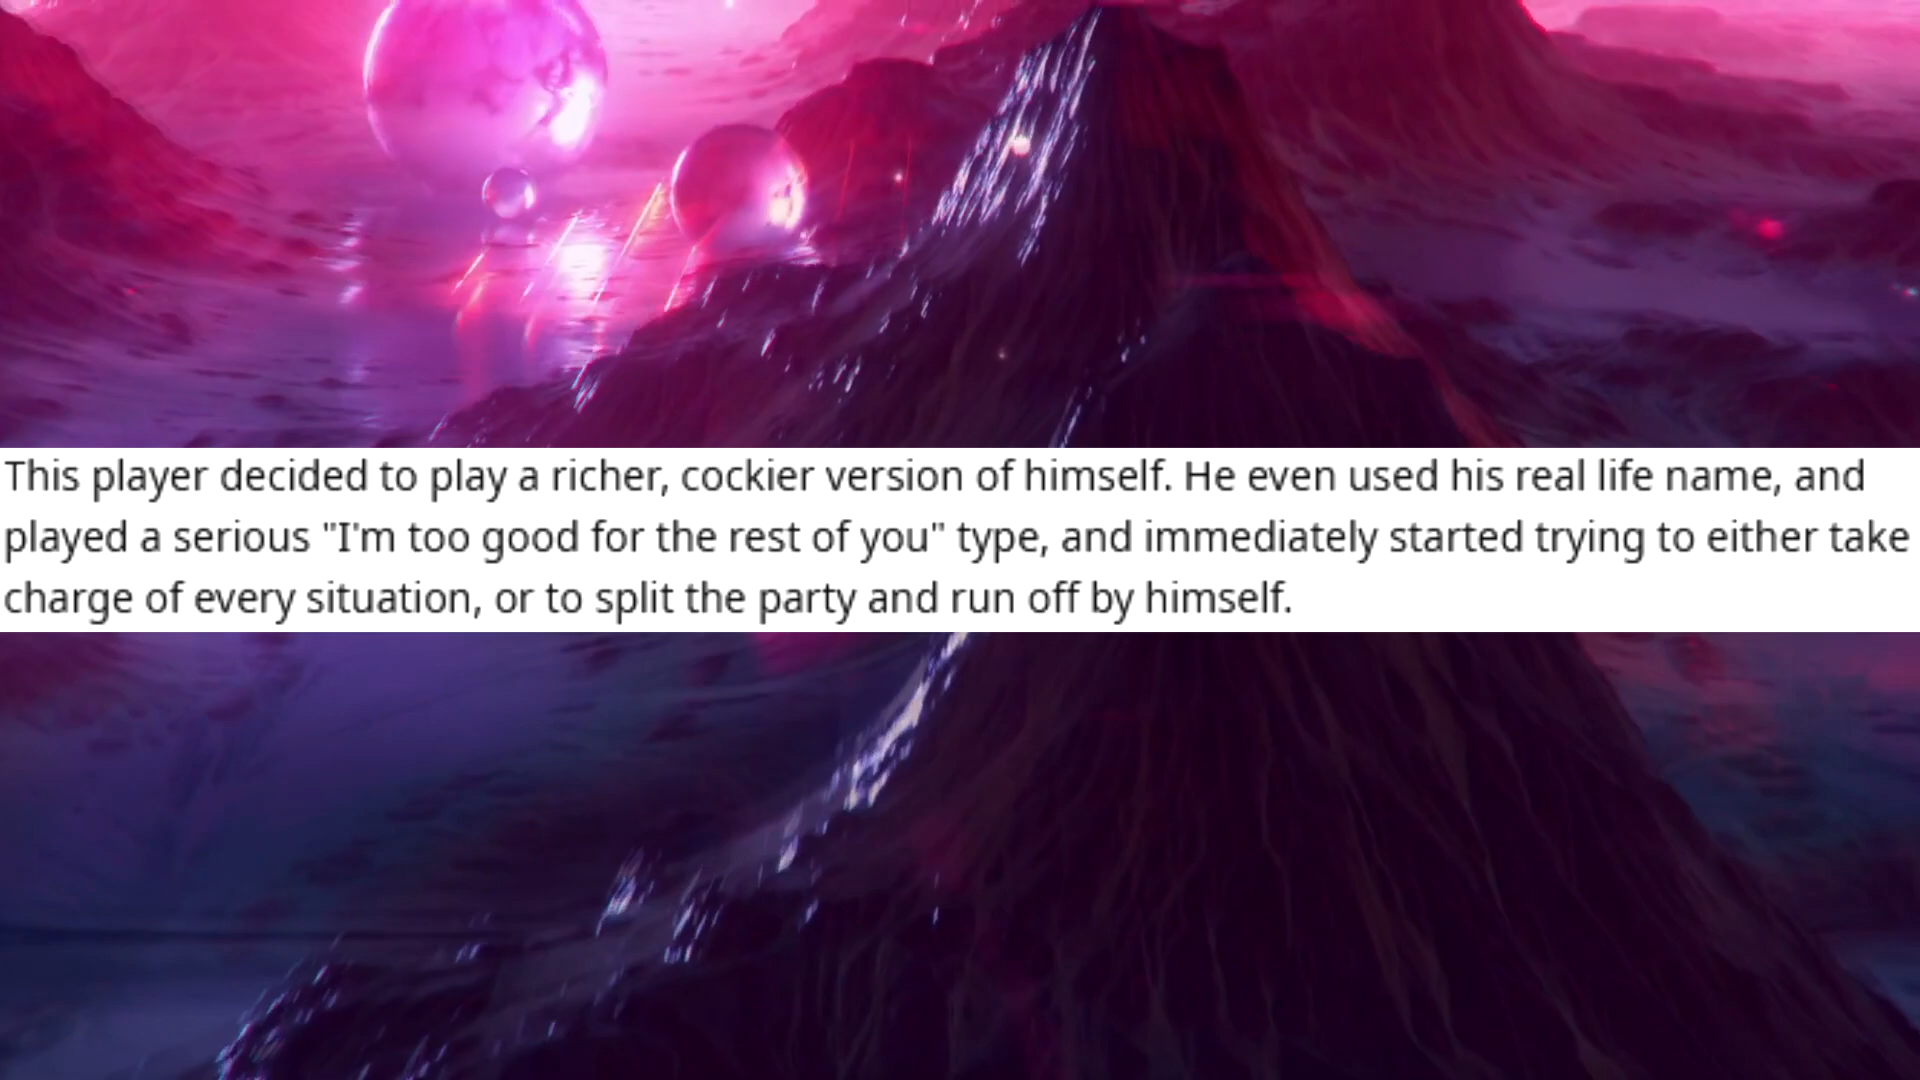 This player decided to play a richer, cockier version of himself. He even used his real life name, and
played a serious "I'm too good for the rest of you" type, and immediately started trying to either take
charge of every situation, or to split the party and run off by himself.